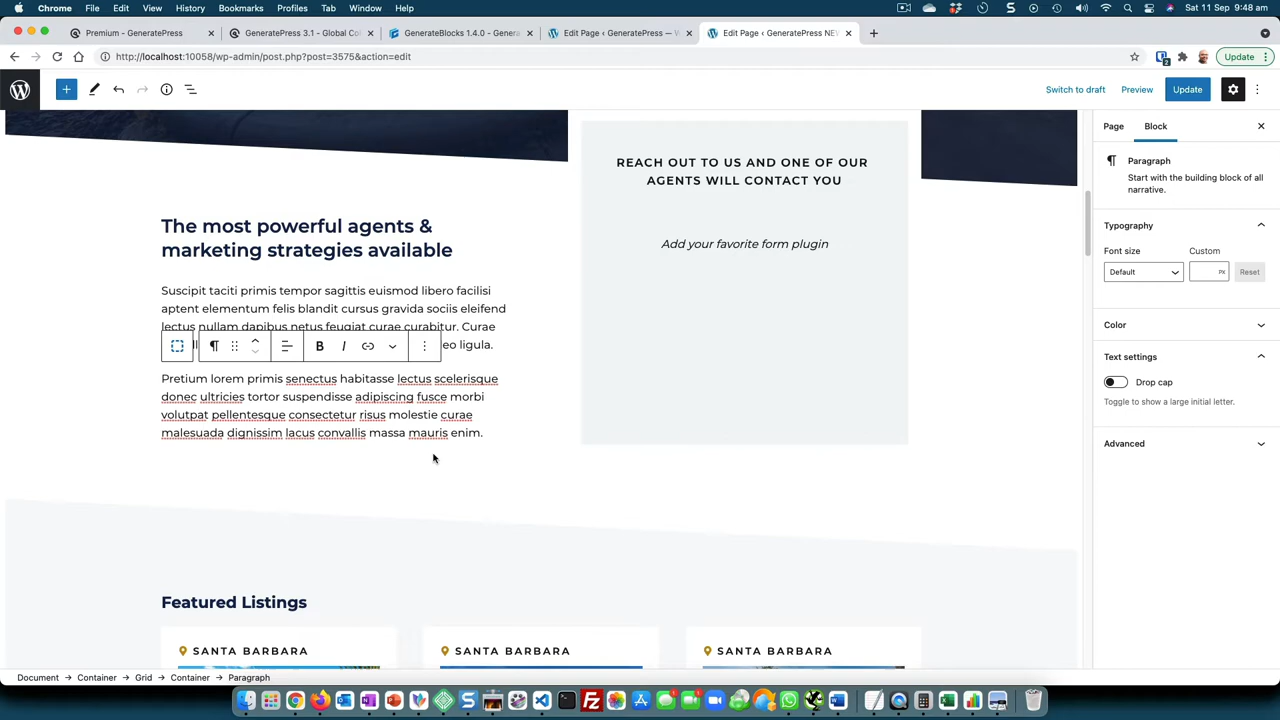 Chrome File Edit View History Bookmarks Profiles Tab Window Help
Sat 11 Sep 9:48 am
Premium - GeneratePress
GeneratePress 3.1 - Global Co
GenerateBlocks 1.4.0 - Genera
Edit Page ‹ GeneratePress — W
Edit Page ‹ GeneratePress NE
http://localhost:10058/wp-admin/post.php?post=3575&action=edit
2
Update
Switch to draft
Preview
Update
REACH OUT TO US AND ONE OF OUR
AGENTS WILL CONTACT YOU
Add your favorite form plugin
The most powerful agents &
marketing strategies available
Suscipit taciti primis tempor sagittis euismod libero facilisi
aptent elementum felis blandit cursus gravida sociis eleifend
lectus nullam dapibus netus feugiat curae curabitur. Curae
eo ligula.
B I
Pretium lorem primis senectus habitasse lectus scelerisque
donec ultricies tortor suspendisse adipiscing fusce morbi
volutpat pellentesque consectetur risus molestie curae
malesuada dignissim lacus convallis massa mauris enim.
Featured Listings
SANTA BARBARA
SANTA BARBARA
SANTA BARBARA
Page
Block
Paragraph
Start with the building block of all
narrative.
Typography
Font size
Custom
Default
PX
Reset
Color
Text settings
Drop cap
Toggle to show a large initial letter.
Advanced
Document → Container → Grid → Container → Paragraph